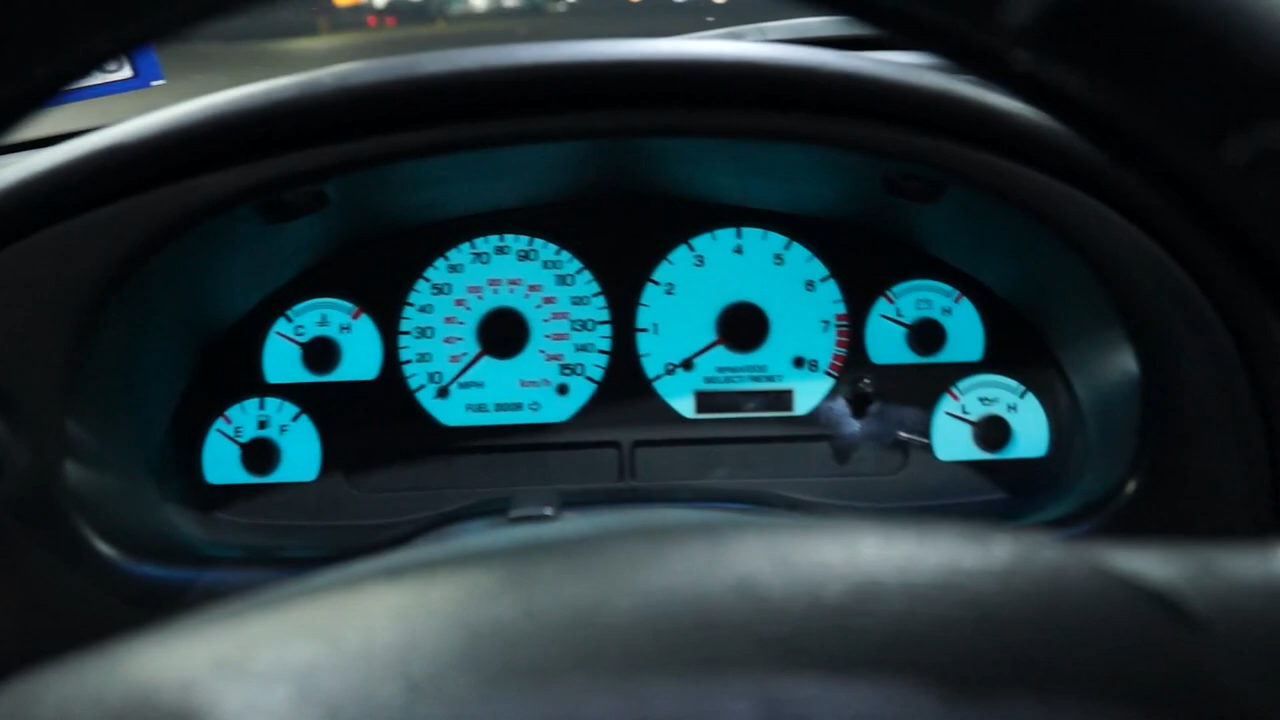 C H
E F
10 20 30 40 50 60 70 80 90 100 110 120 130 140 150
MPH km/h
FUEL DOOR
0 1 2 3 4 5 6 7 8
RPMX1000
SELECT/RESET
L H
L H